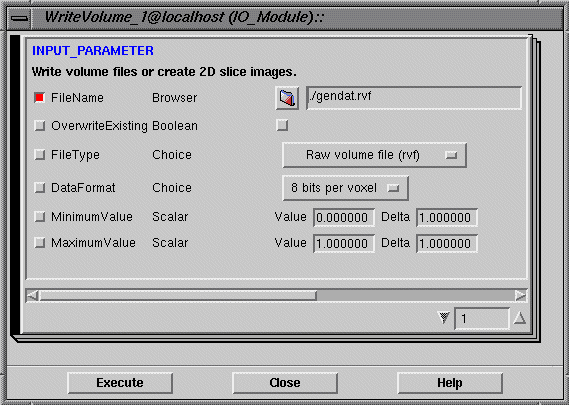 WriteVolume_1@localhost (IO_Module)::
INPUT_PARAMETER
Write volume files or create 2D slice images.
FileName Browser ./gendat.rvf
OverwriteExisting Boolean
FileType Choice Raw volume file (rvf)
DataFormat Choice 8 bits per voxel
MinimumValue Scalar Value 0.000000 Delta 1.000000
MaximumValue Scalar Value 1.000000 Delta 1.000000
1
Execute Close Help